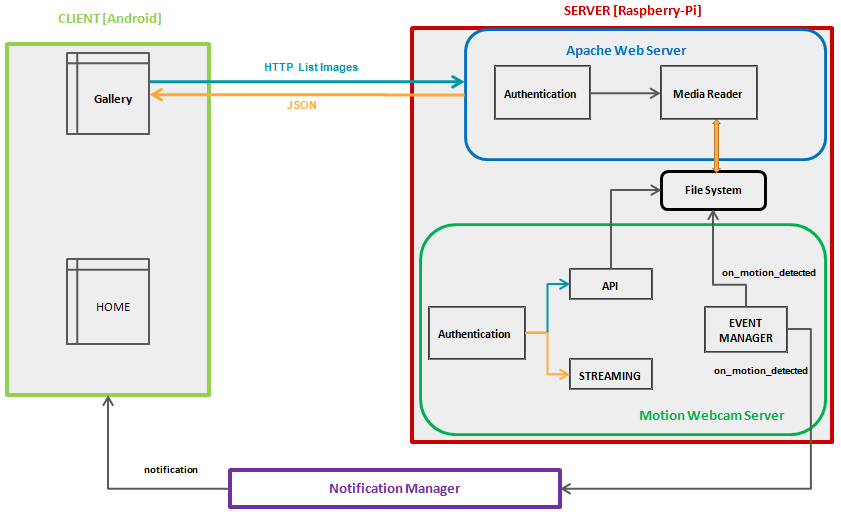 CLIENT [Android]
SERVER [Raspberry-Pi]
Apache Web Server
HTTP List Images
Gallery
JSON
Authentication
Media Reader
File System
on_motion_detected
API
HOME
Authentication
EVENT
MANAGER
on_motion_detected
STREAMING
Motion Webcam Server
notification
Notification Manager